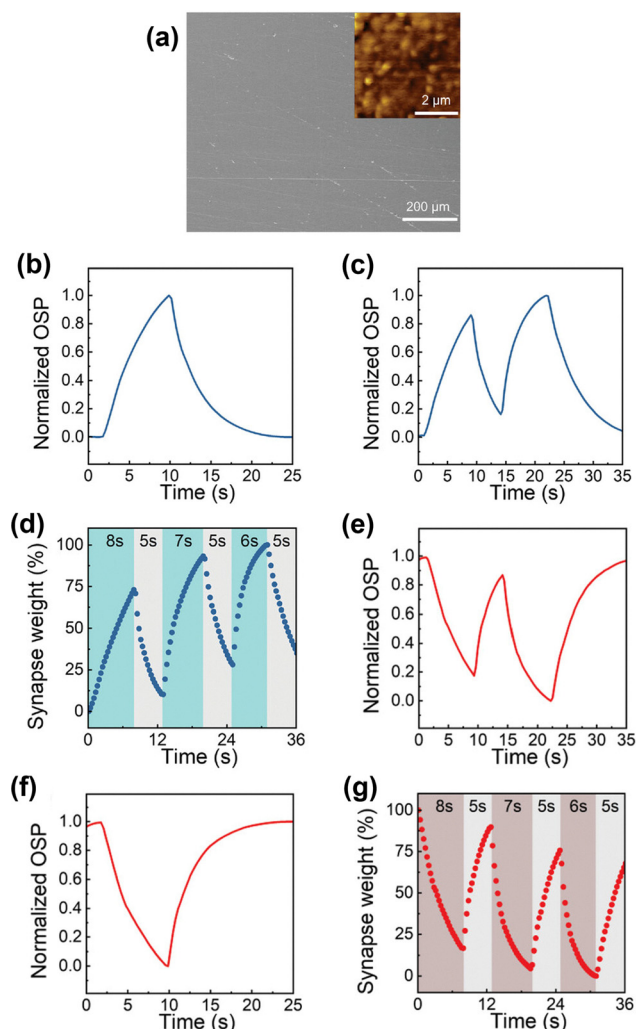 (a)
2 μm
200 μm
(b)
Normalized OSP
1.0
0.8
0.6
0.4
0.2
0.0
0 5 10 15 20 25
Time (s)
(c)
Normalized OSP
1.0
0.8
0.6
0.4
0.2
0.0
0 5 10 15 20 25 30 35
Time (s)
(d)
Synapse weight (%)
100
75
50
25
0
8s 5s 7s 5s 6s 5s
0 12 24 36
Time (s)
(e)
Normalized OSP
1.0
0.8
0.6
0.4
0.2
0.0
0 5 10 15 20 25 30 35
Time (s)
(f)
Normalized OSP
1.0
0.8
0.6
0.4
0.2
0.0
0 5 10 15 20 25
Time (s)
(g)
Synapse weight (%)
100
75
50
25
0
8s 5s 7s 5s 6s 5s
0 12 24 36
Time (s)